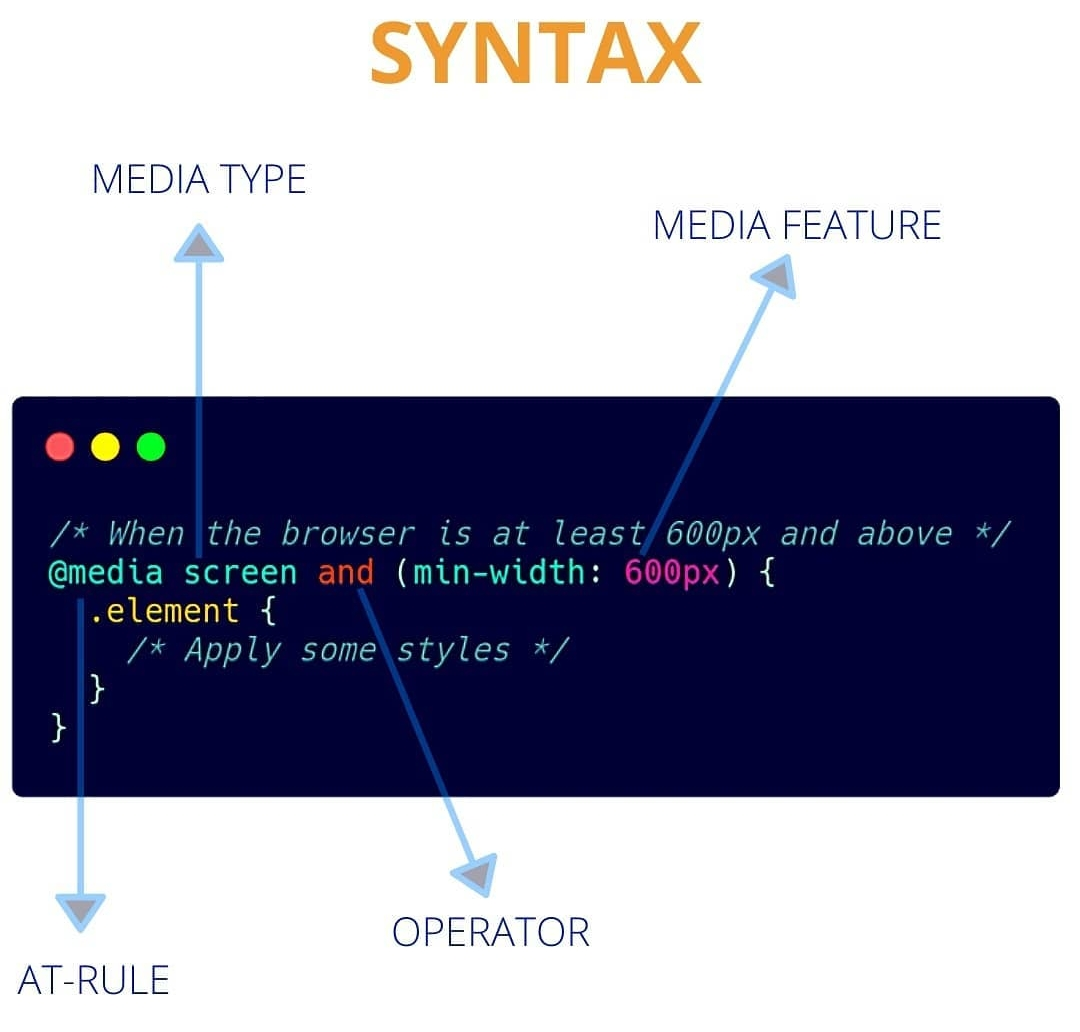 SYNTAX
MEDIA TYPE
MEDIA FEATURE
/* When the browser is at least 600px and above */
@media screen and (min-width: 600px) {
  .element {
    /* Apply some styles */
  }
}
OPERATOR
AT-RULE